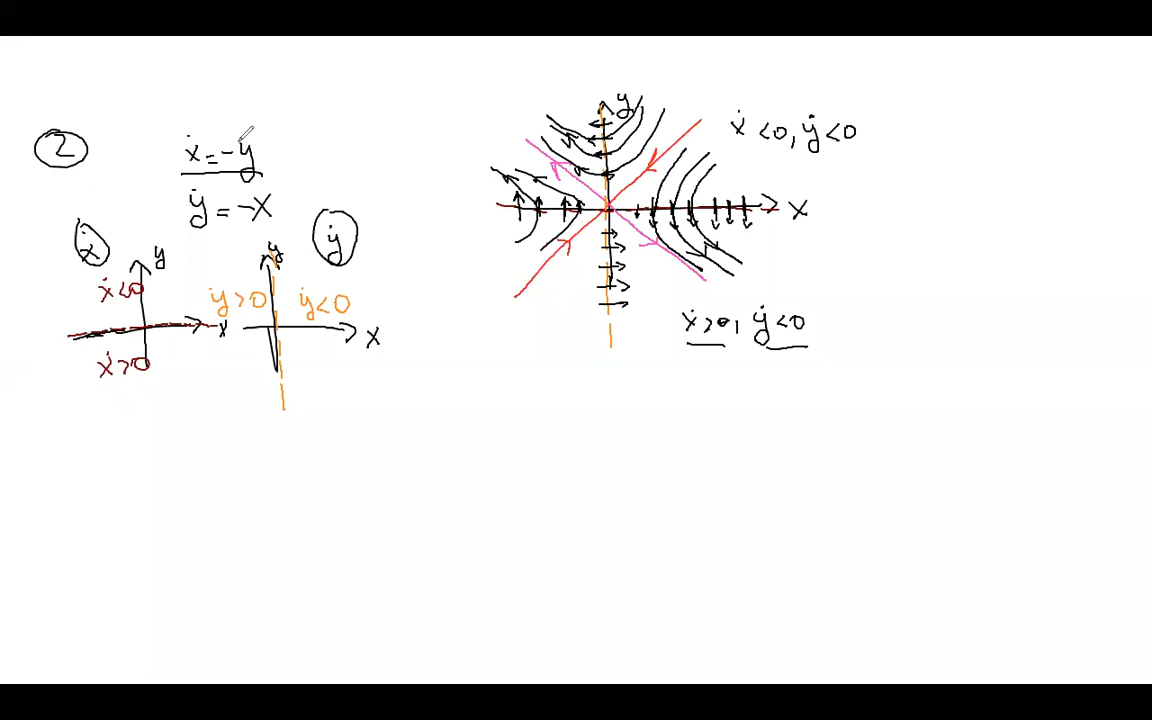 ②
ẋ = -y
ẏ = -x
ẋ
y
ẋ<0
x
ẋ>0
ẏ
y
ẏ>0
ẏ<0
x
y
x
ẋ<0, ẏ<0
ẋ>0, ẏ<0